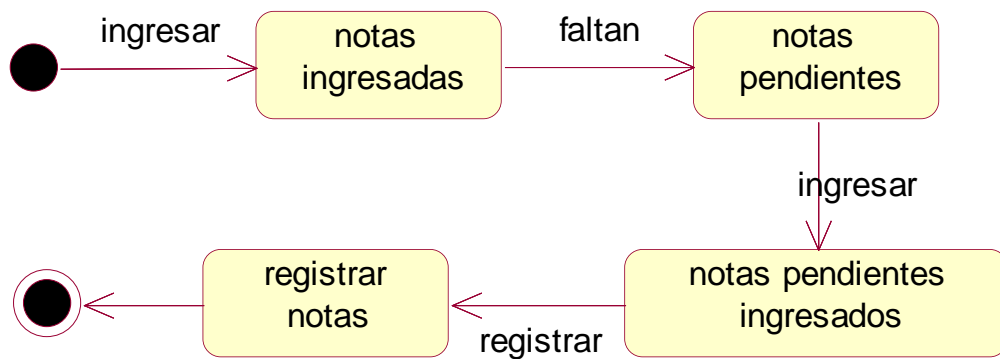 ingresar
notas
ingresadas
faltan
notas
pendientes
ingresar
notas pendientes
ingresados
registrar
registrar
notas